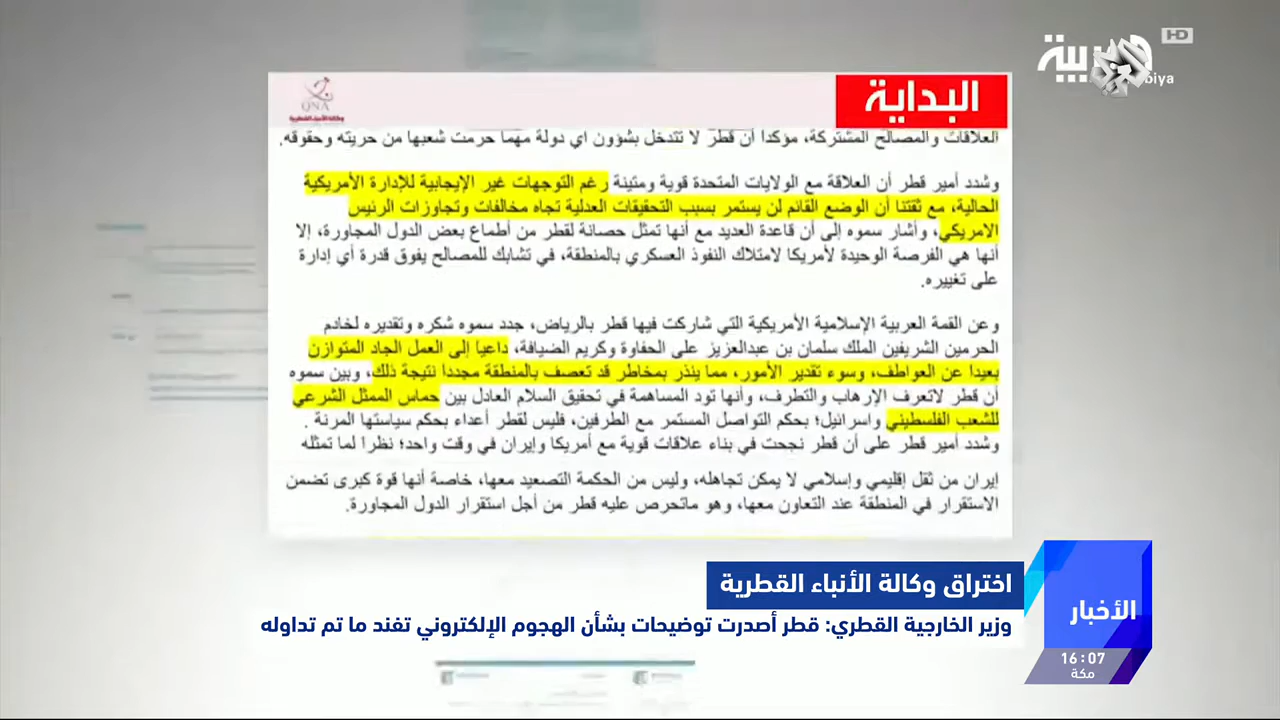 HD
العربية
biya
البداية
QNA
وكالة الأنباء القطرية
العلاقات والمصالح المشتركة، مؤكدا أن قطر لا تتدخل بشؤون اي دولة مهما حرمت شعبها من حريته وحقوقه.
وشدد أمير قطر أن العلاقة مع الولايات المتحدة قوية ومتينة رغم التوجهات غير الإيجابية للإدارة الأمريكية
الحالية، مع ثقتنا أن الوضع القائم لن يستمر بسبب التحقيقات العدلية تجاه مخالفات وتجاوزات الرئيس
الامريكي، وأشار سموه إلى أن قاعدة العديد مع أنها تمثل حصانة لقطر من أطماع بعض الدول المجاورة، إلا
أنها هي الفرصة الوحيدة لأمريكا لامتلاك النفوذ العسكري بالمنطقة، في تشابك للمصالح يفوق قدرة أي إدارة
على تغييره.
وعن القمة العربية الإسلامية الأمريكية التي شاركت فيها قطر بالرياض، جدد سموه شكره وتقديره لخادم
الحرمين الشريفين الملك سلمان بن عبدالعزيز على الحفاوة وكريم الضيافة، داعيا إلى العمل الجاد المتوازن
بعيدا عن العواطف، وسوء تقدير الأمور، مما ينذر بمخاطر قد تعصف بالمنطقة مجددا نتيجة ذلك، وبين سموه
أن قطر لاتعرف الإرهاب والتطرف، وأنها تود المساهمة في تحقيق السلام العادل بين حماس الممثل الشرعي
للشعب الفلسطيني واسرائيل؛ بحكم التواصل المستمر مع الطرفين، فليس لقطر أعداء بحكم سياستها المرنة .
وشدد أمير قطر على أن قطر نجحت في بناء علاقات قوية مع أمريكا وإيران في وقت واحد؛ نظرا لما تمثله
إيران من ثقل إقليمي وإسلامي لا يمكن تجاهله، وليس من الحكمة التصعيد معها، خاصة أنها قوة كبرى تضمن
الاستقرار في المنطقة عند التعاون معها، وهو ماتحرص عليه قطر من أجل استقرار الدول المجاورة.
اختراق وكالة الأنباء القطرية
وزير الخارجية القطري: قطر أصدرت توضيحات بشأن الهجوم الإلكتروني تفند ما تم تداوله
الأخبار
16:07
مكة